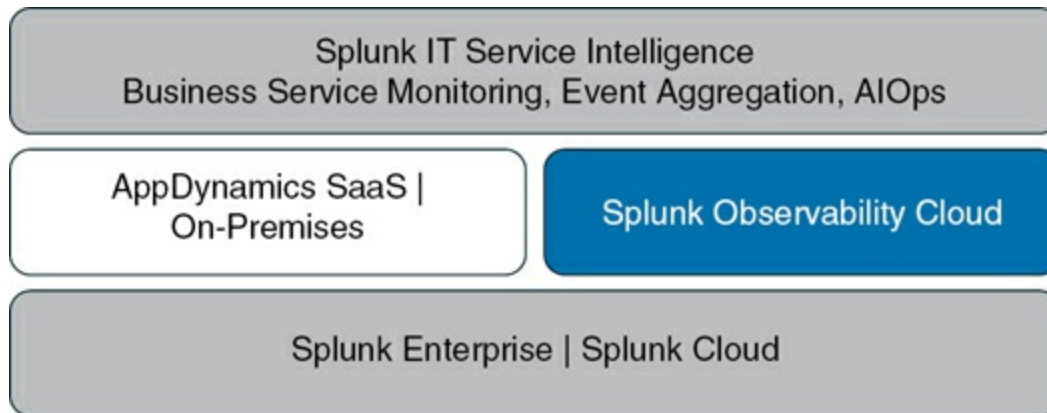 Splunk IT Service Intelligence
Business Service Monitoring, Event Aggregation, AIOps
AppDynamics SaaS |
On-Premises
Splunk Observability Cloud
Splunk Enterprise | Splunk Cloud